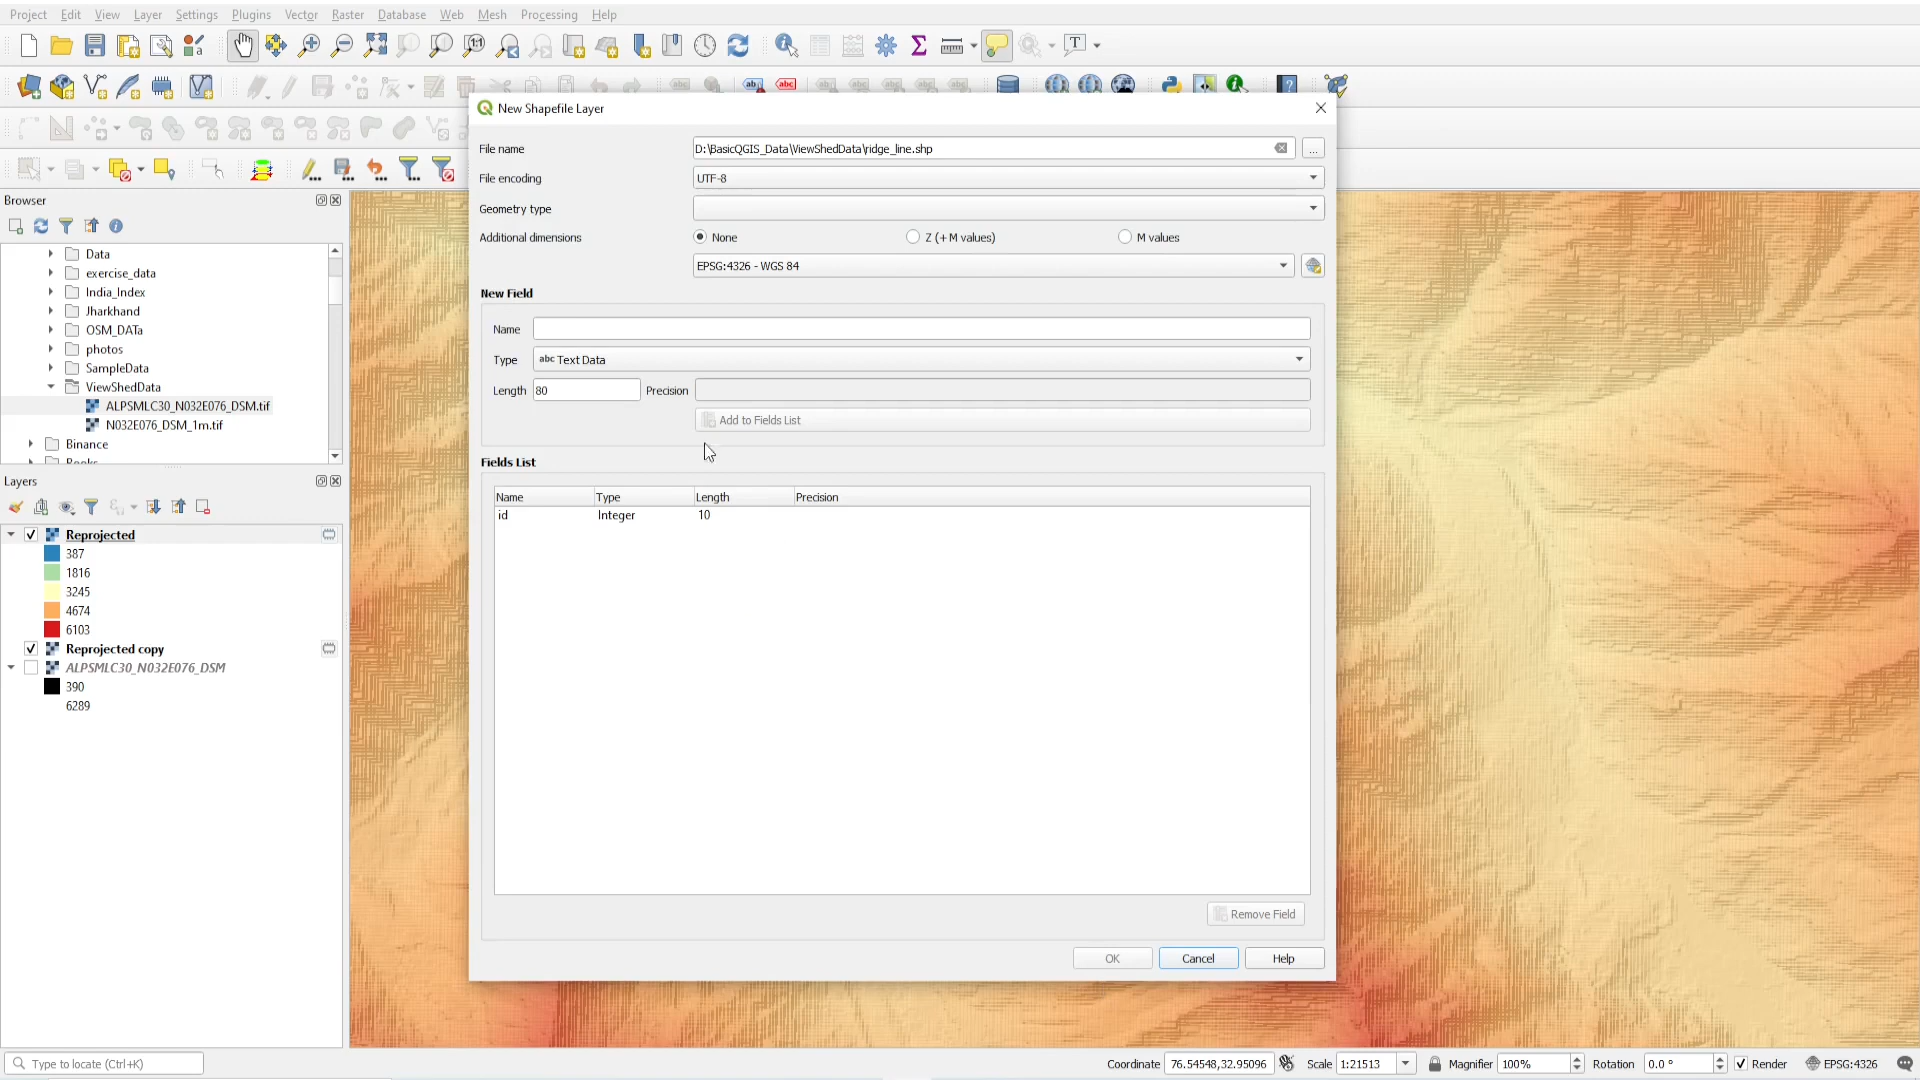 Project Edit View Layer Settings Plugins Vector Raster Database Web Mesh Processing Help
New Shapefile Layer
File name D:\BasicQGIS_Data\ViewShedData\ridge_line.shp ...
File encoding UTF-8
Geometry type
Additional dimensions None Z (+M values) M values
EPSG:4326 - WGS 84
New Field
Name
Type abc Text Data
Length 80 Precision
Add to Fields List
Fields List
Name Type Length Precision
id Integer 10
Remove Field
OK Cancel Help
Browser
Data
exercise_data
India_Index
Jharkhand
OSM_DATa
photos
SampleData
ViewShedData
ALPSMLC30_N032E076_DSM.tif
N032E076_DSM_1m.tif
Binance
Books
Layers
Reprojected
387
1816
3245
4674
6103
Reprojected copy
ALPSMLC30_N032E076_DSM
390
6289
Type to locate (Ctrl+K) Coordinate 76.54548,32.95096 Scale 1:21513 Magnifier 100% Rotation 0.0 ° Render EPSG:4326